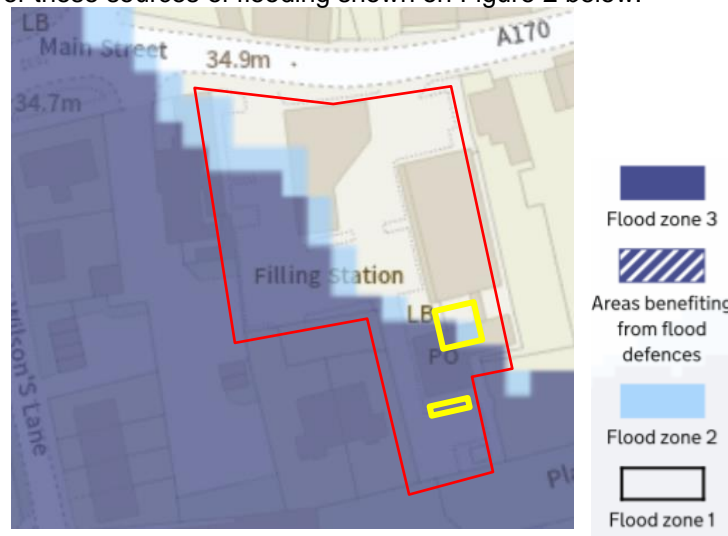 of these sources of flooding shown on Figure 2 below.
LB
Main Street
A170
34.9m
34.7m
Filling Station
LB
PO
Wilson's Lane
Flood zone 3
Areas benefiting
from flood
defences
Flood zone 2
Flood zone 1